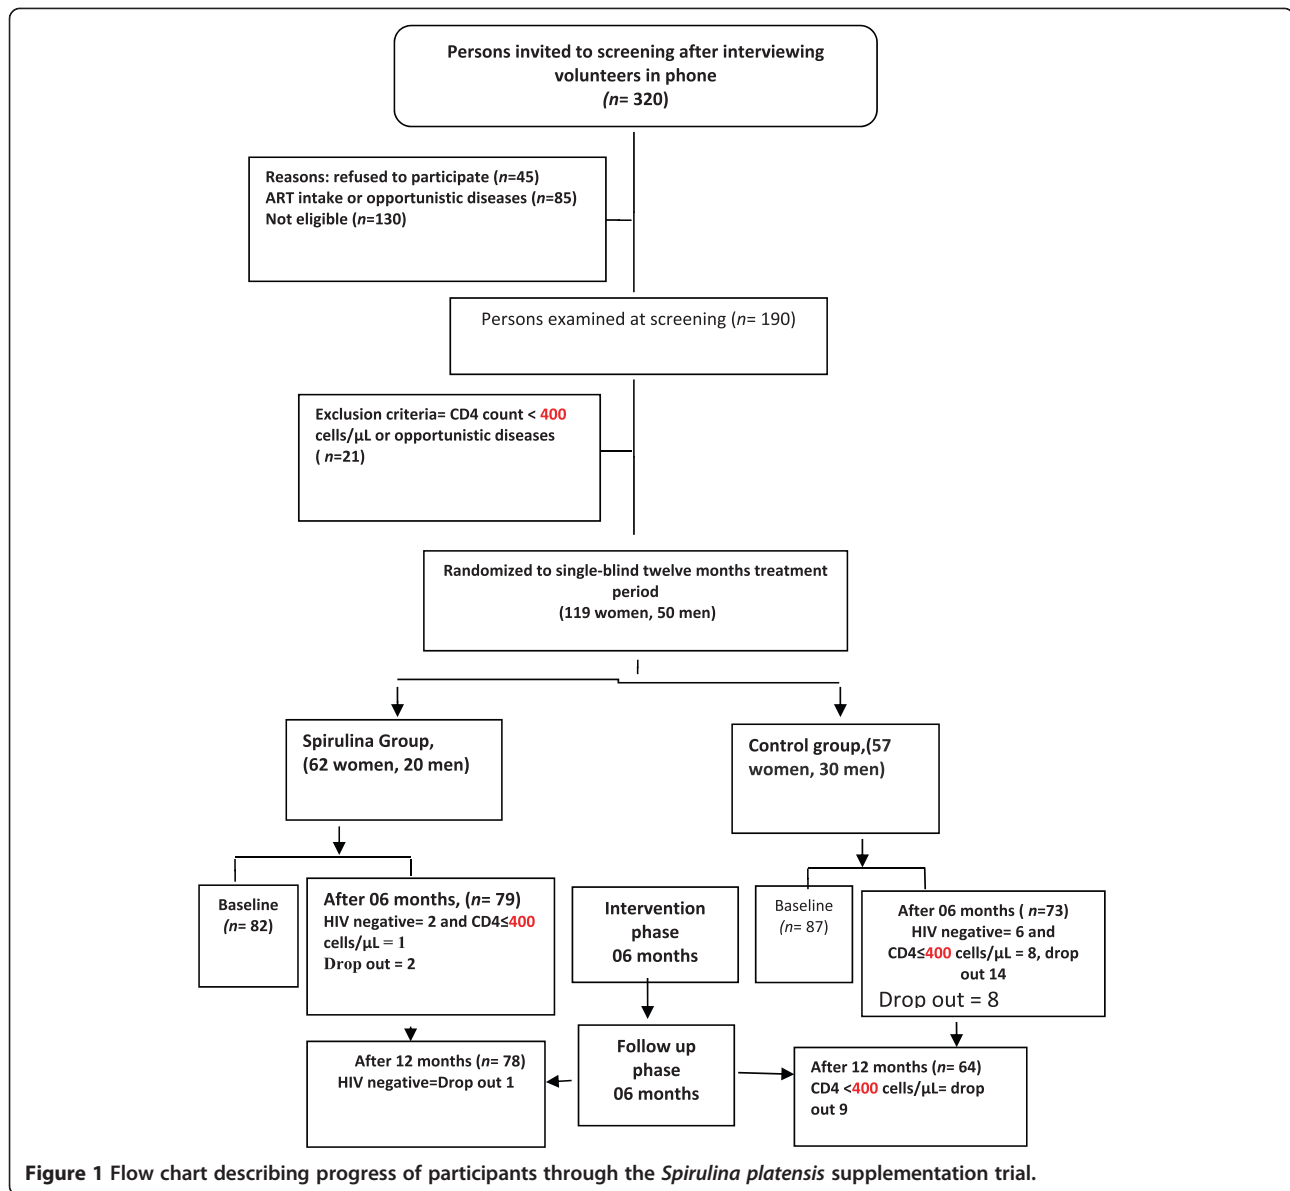 Persons invited to screening after interviewing
volunteers in phone
(n= 320)
Reasons: refused to participate (n=45)
ART intake or opportunistic diseases (n=85)
Not eligible (n=130)
Persons examined at screening (n= 190)
Exclusion criteria= CD4 count < 400
cells/µL or opportunistic diseases
( n=21)
Randomized to single-blind twelve months treatment
period
(119 women, 50 men)
Spirulina Group,
(62 women, 20 men)
Control group,(57
women, 30 men)
Baseline
(n= 82)
After 06 months, (n= 79)
HIV negative= 2 and CD4≤400
cells/µL = 1
Drop out = 2
Intervention
phase
06 months
Baseline
(n= 87)
After 06 months ( n=73)
HIV negative= 6 and
CD4≤400 cells/µL = 8, drop
out 14
Drop out = 8
After 12 months (n= 78)
HIV negative=Drop out 1
Follow up
phase
06 months
After 12 months (n= 64)
CD4 <400 cells/µL= drop
out 9
Figure 1 Flow chart describing progress of participants through the Spirulina platensis supplementation trial.